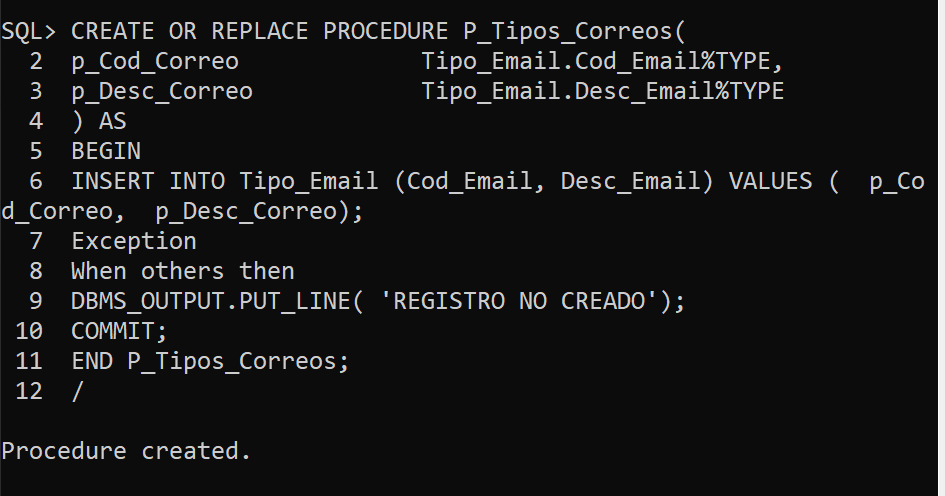 SQL> CREATE OR REPLACE PROCEDURE P_Tipos_Correos(
  2  p_Cod_Correo             Tipo_Email.Cod_Email%TYPE,
  3  p_Desc_Correo            Tipo_Email.Desc_Email%TYPE
  4  ) AS
  5  BEGIN
  6  INSERT INTO Tipo_Email (Cod_Email, Desc_Email) VALUES (  p_Co
d_Correo,  p_Desc_Correo);
  7  Exception
  8  When others then
  9  DBMS_OUTPUT.PUT_LINE( 'REGISTRO NO CREADO');
 10  COMMIT;
 11  END P_Tipos_Correos;
 12  /

Procedure created.